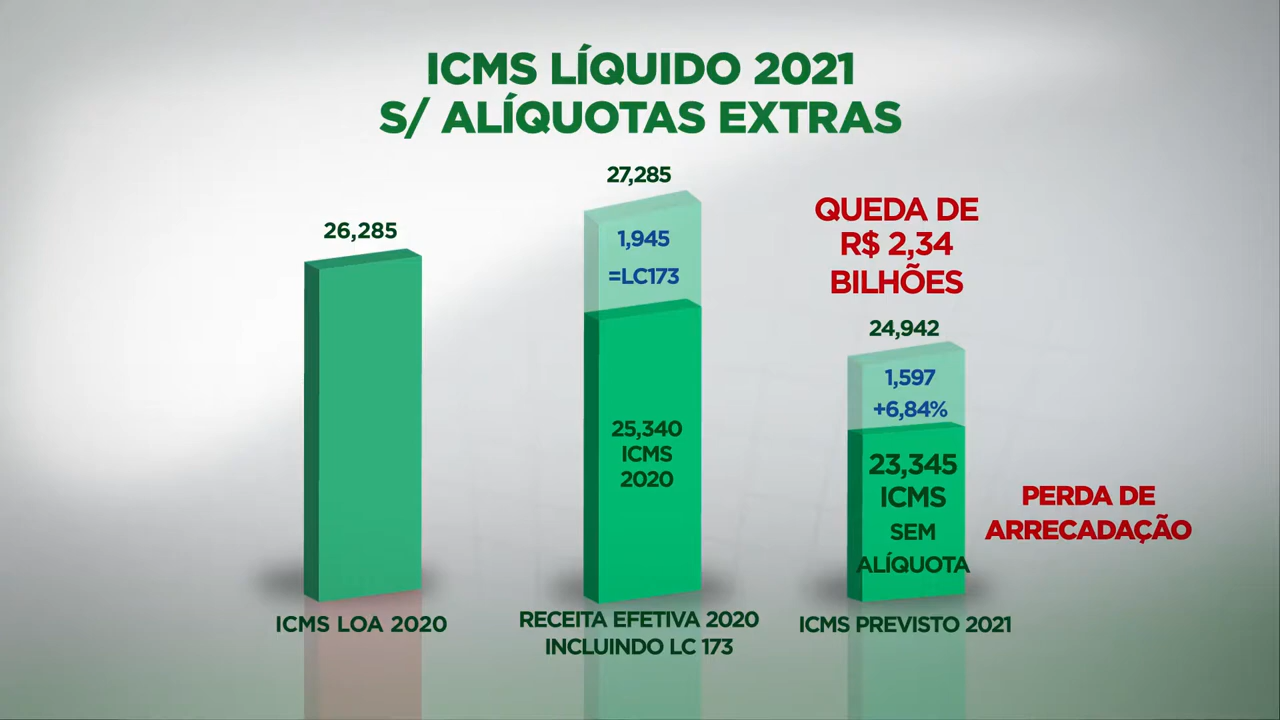 ICMS LÍQUIDO 2021
S/ ALÍQUOTAS EXTRAS
26,285
ICMS LOA 2020
27,285
1,945
=LC173
25,340
ICMS
2020
RECEITA EFETIVA 2020
INCLUINDO LC 173
QUEDA DE
R$ 2,34
BILHÕES
24,942
1,597
+6,84%
23,345
ICMS
SEM
ALÍQUOTA
ICMS PREVISTO 2021
PERDA DE
ARRECADAÇÃO